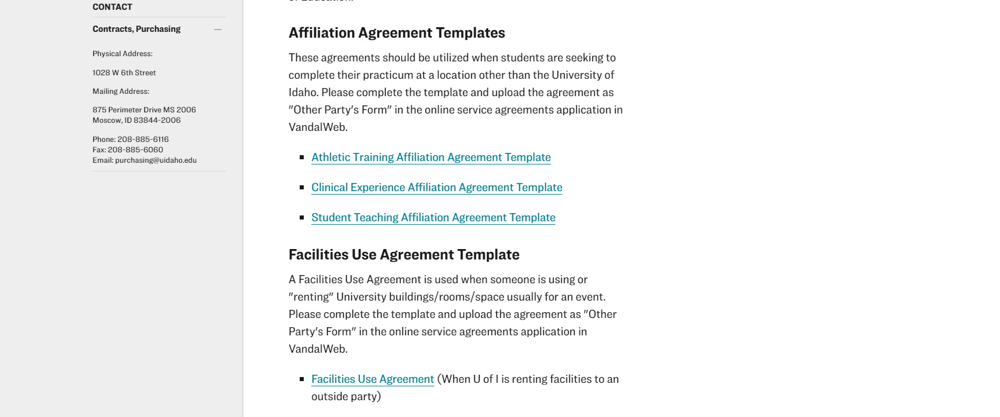 CONTACT
Contracts, Purchasing
Physical Address:
1028 W 6th Street
Mailing Address:
875 Perimeter Drive MS 2006
Moscow, ID 83844-2006
Phone: 208-885-6116
Fax: 208-885-6060
Email: purchasing@uidaho.edu
of Education.
Affiliation Agreement Templates
These agreements should be utilized when students are seeking to
complete their practicum at a location other than the University of
Idaho. Please complete the template and upload the agreement as
"Other Party's Form" in the online service agreements application in
VandalWeb.
Athletic Training Affiliation Agreement Template
Clinical Experience Affiliation Agreement Template
Student Teaching Affiliation Agreement Template
Facilities Use Agreement Template
A Facilities Use Agreement is used when someone is using or
"renting" University buildings/rooms/space usually for an event.
Please complete the template and upload the agreement as "Other
Party's Form" in the online service agreements application in
VandalWeb.
Facilities Use Agreement (When U of I is renting facilities to an
outside party)